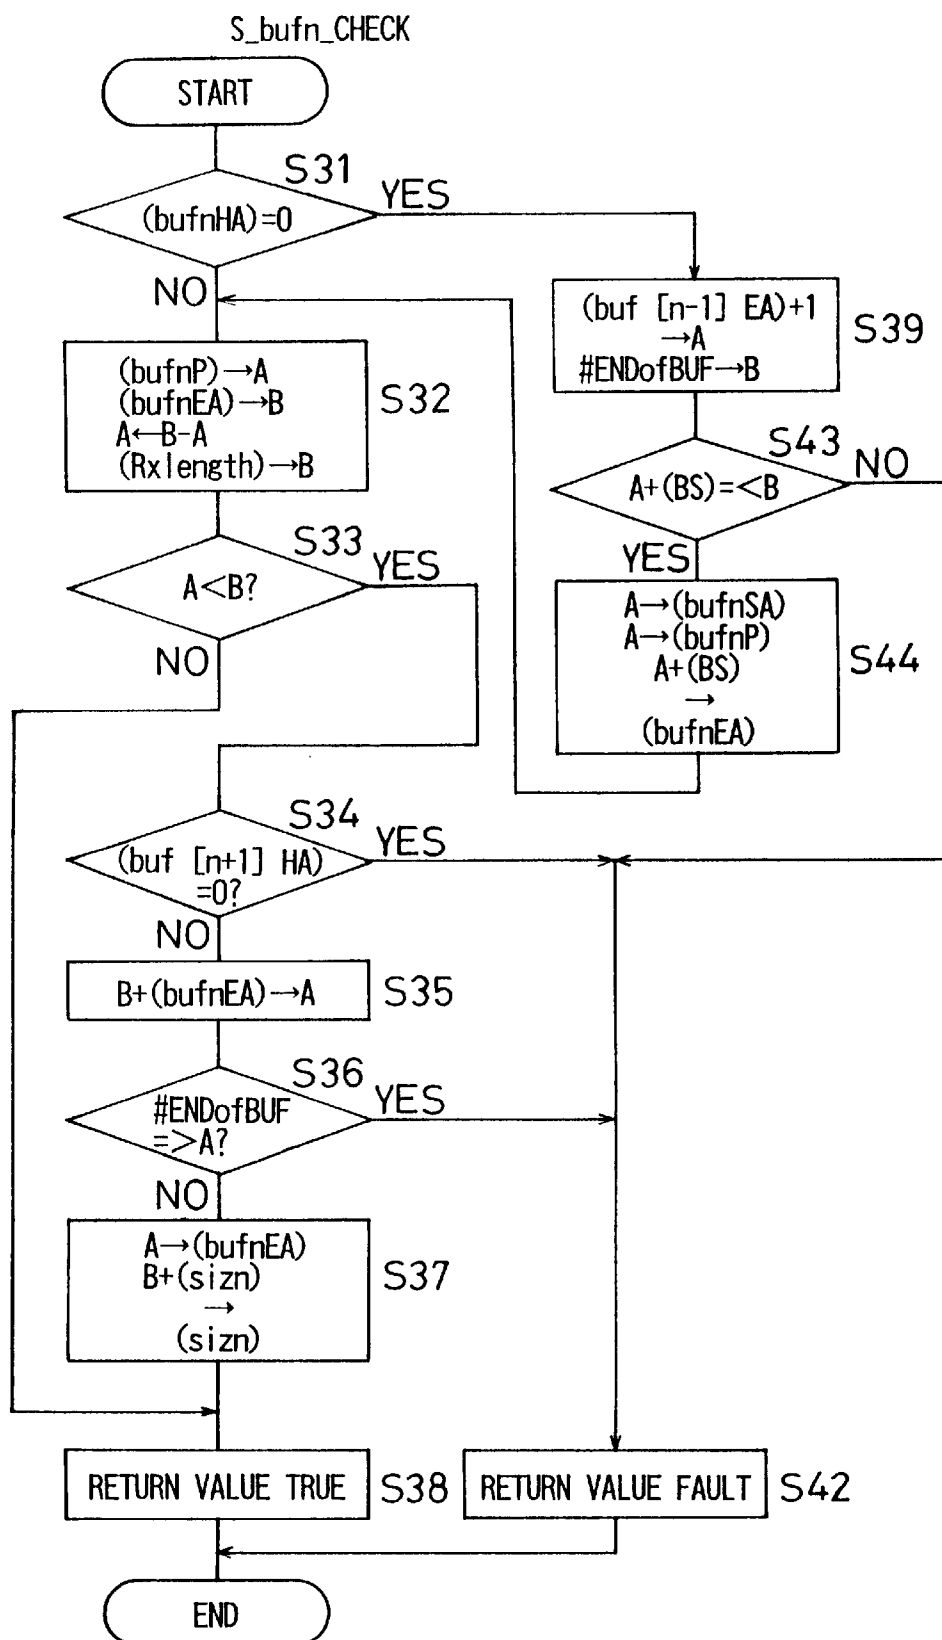 S_bufn_CHECK
START
S31
(bufnHA)=0
YES
NO
(buf [n-1] EA)+1
→A
#ENDofBUF→B
S39
(bufnP)→A
(bufnEA)→B
A←B-A
(Rxlength)→B
S32
S43
A+(BS)=<B
NO
YES
S33
A<B?
YES
NO
A→(bufnSA)
A→(bufnP)
A+(BS)
→
(bufnEA)
S44
S34
(buf [n+1] HA)
=0?
YES
NO
B+(bufnEA)→A
S35
S36
#ENDofBUF
=>A?
YES
NO
A→(bufnEA)
B+(sizn)
→
(sizn)
S37
RETURN VALUE TRUE
S38
RETURN VALUE FAULT
S42
END